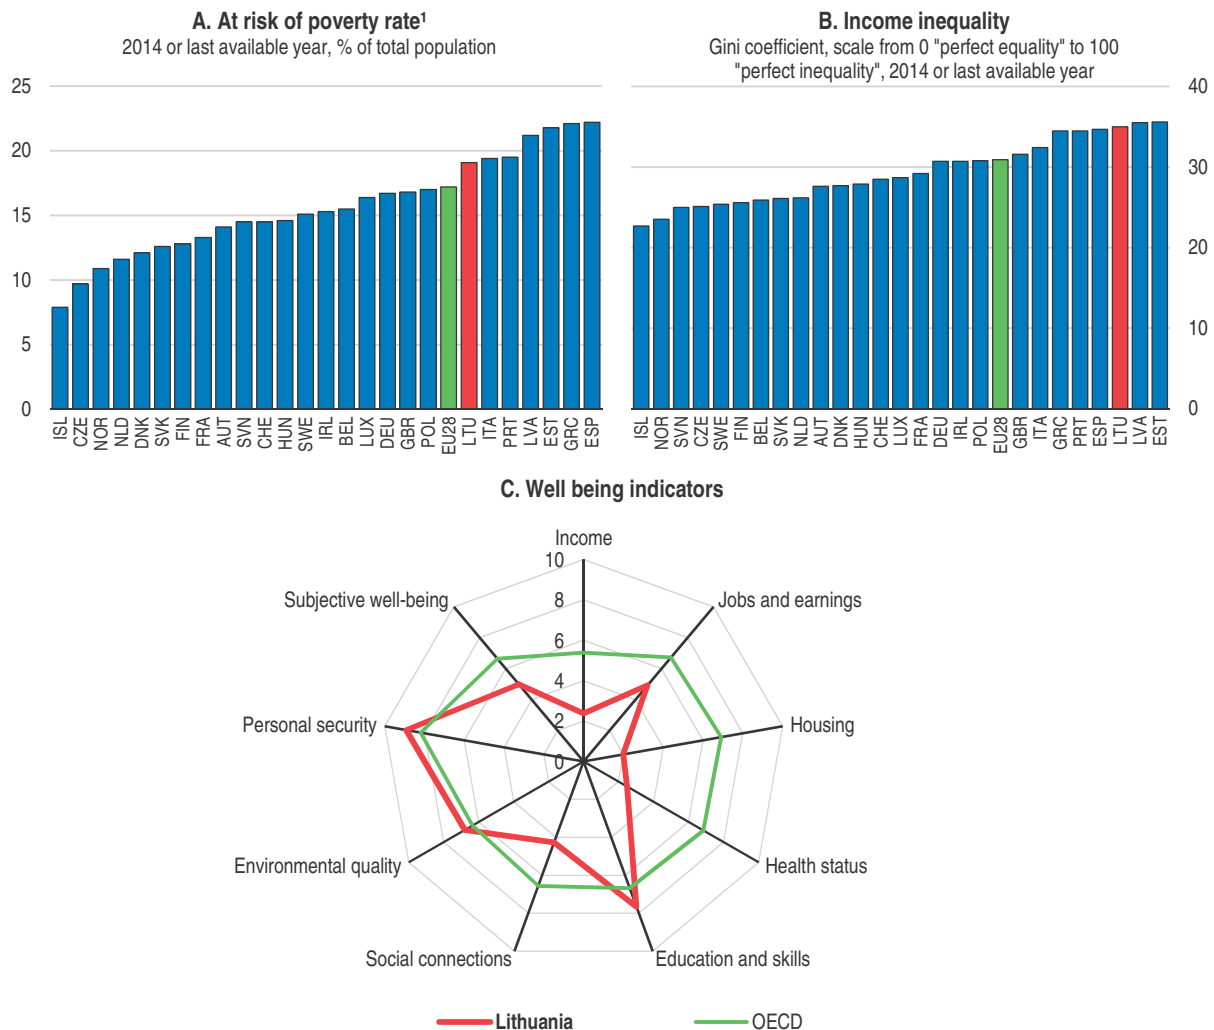 A. At risk of poverty rate¹
2014 or last available year, % of total population
25
20
15
10
5
0
ISL
CZE
NOR
NLD
DNK
SVK
FIN
FRA
AUT
SVN
CHE
HUN
SWE
IRL
BEL
LUX
DEU
GBR
POL
EU28
LTU
ITA
PRT
LVA
EST
GRC
ESP
B. Income inequality
Gini coefficient, scale from 0 "perfect equality" to 100
"perfect inequality", 2014 or last available year
40
30
20
10
0
ISL
NOR
SVN
CZE
SWE
FIN
BEL
SVK
NLD
AUT
DNK
HUN
CHE
LUX
FRA
DEU
IRL
POL
EU28
GBR
ITA
GRC
PRT
ESP
LTU
LVA
EST
C. Well being indicators
Income
10
8
6
4
2
0
Subjective well-being
Jobs and earnings
Personal security
Housing
Environmental quality
Health status
Social connections
Education and skills
Lithuania
OECD